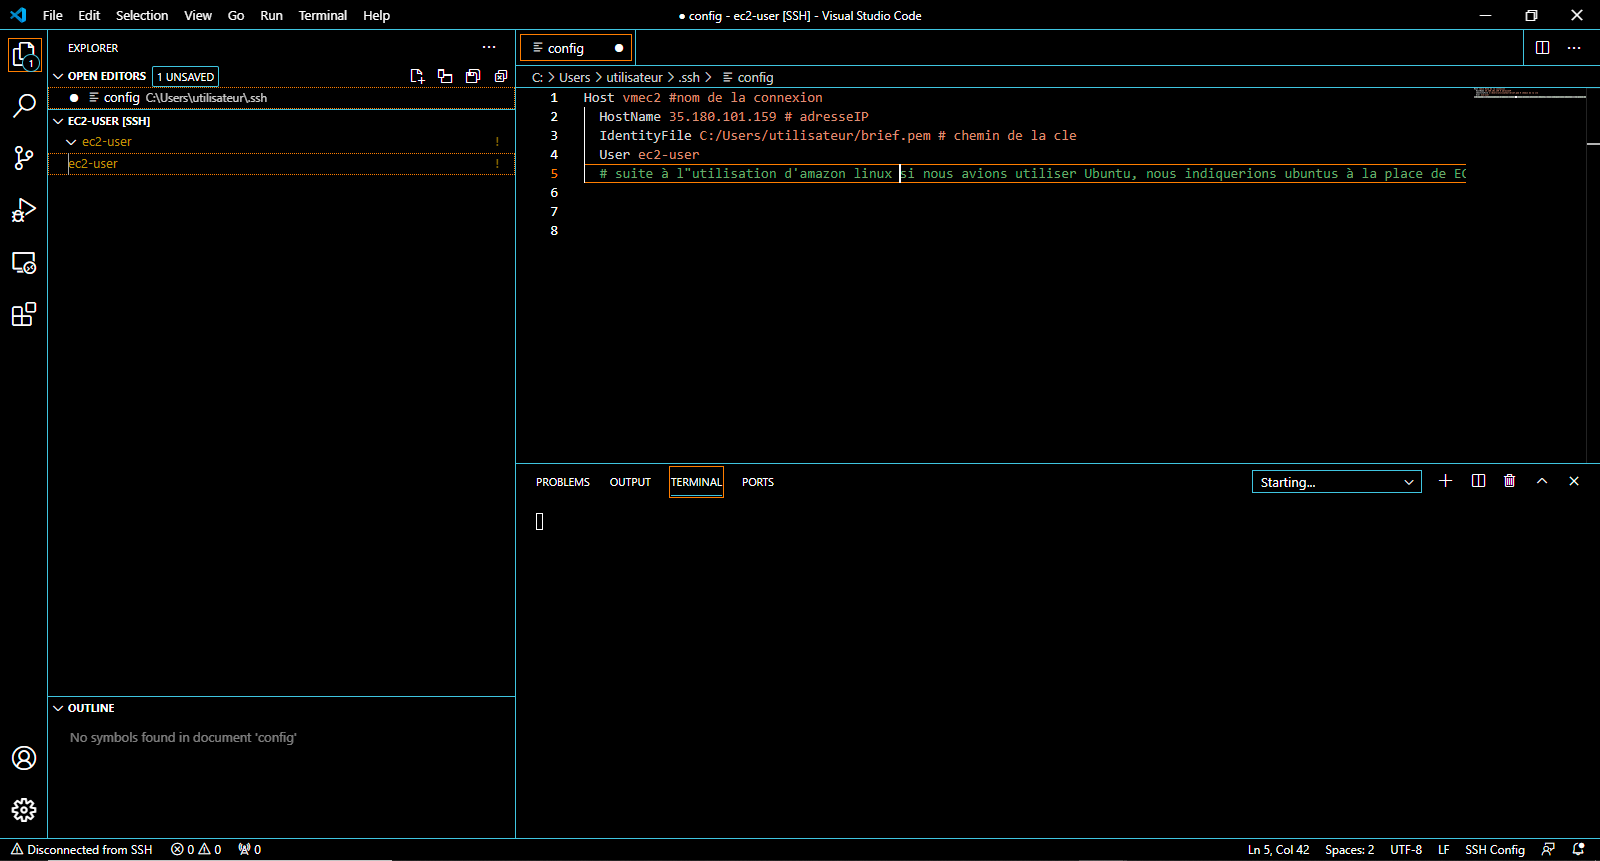 File Edit Selection View Go Run Terminal Help
● config - ec2-user [SSH] - Visual Studio Code
EXPLORER
OPEN EDITORS 1 UNSAVED
config C:\Users\utilisateur\.ssh
EC2-USER [SSH]
ec2-user !
ec2-user !
OUTLINE
No symbols found in document 'config'
1
config
C: > Users > utilisateur > .ssh > config
1 Host vmec2 #nom de la connexion
2 HostName 35.180.101.159 # adresseIP
3 IdentityFile C:/Users/utilisateur/brief.pem # chemin de la cle
4 User ec2-user
5 # suite à l"utilisation d'amazon linux si nous avions utiliser Ubuntu, nous indiquerions ubuntus à la place de EC
6
7
8
PROBLEMS OUTPUT TERMINAL PORTS
Starting...
Disconnected from SSH 0 0 0
Ln 5, Col 42 Spaces: 2 UTF-8 LF SSH Config